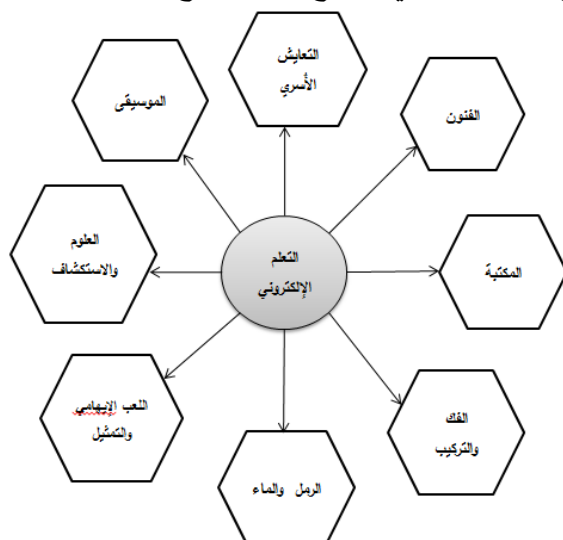 التعايش
الأسري
الموسيقى
الفنون
العلوم
والاستكشاف
التعلم
الإلكتروني
المكتبة
اللعب الإيهامي
والتمثيل
الفك
والتركيب
الرمل والماء